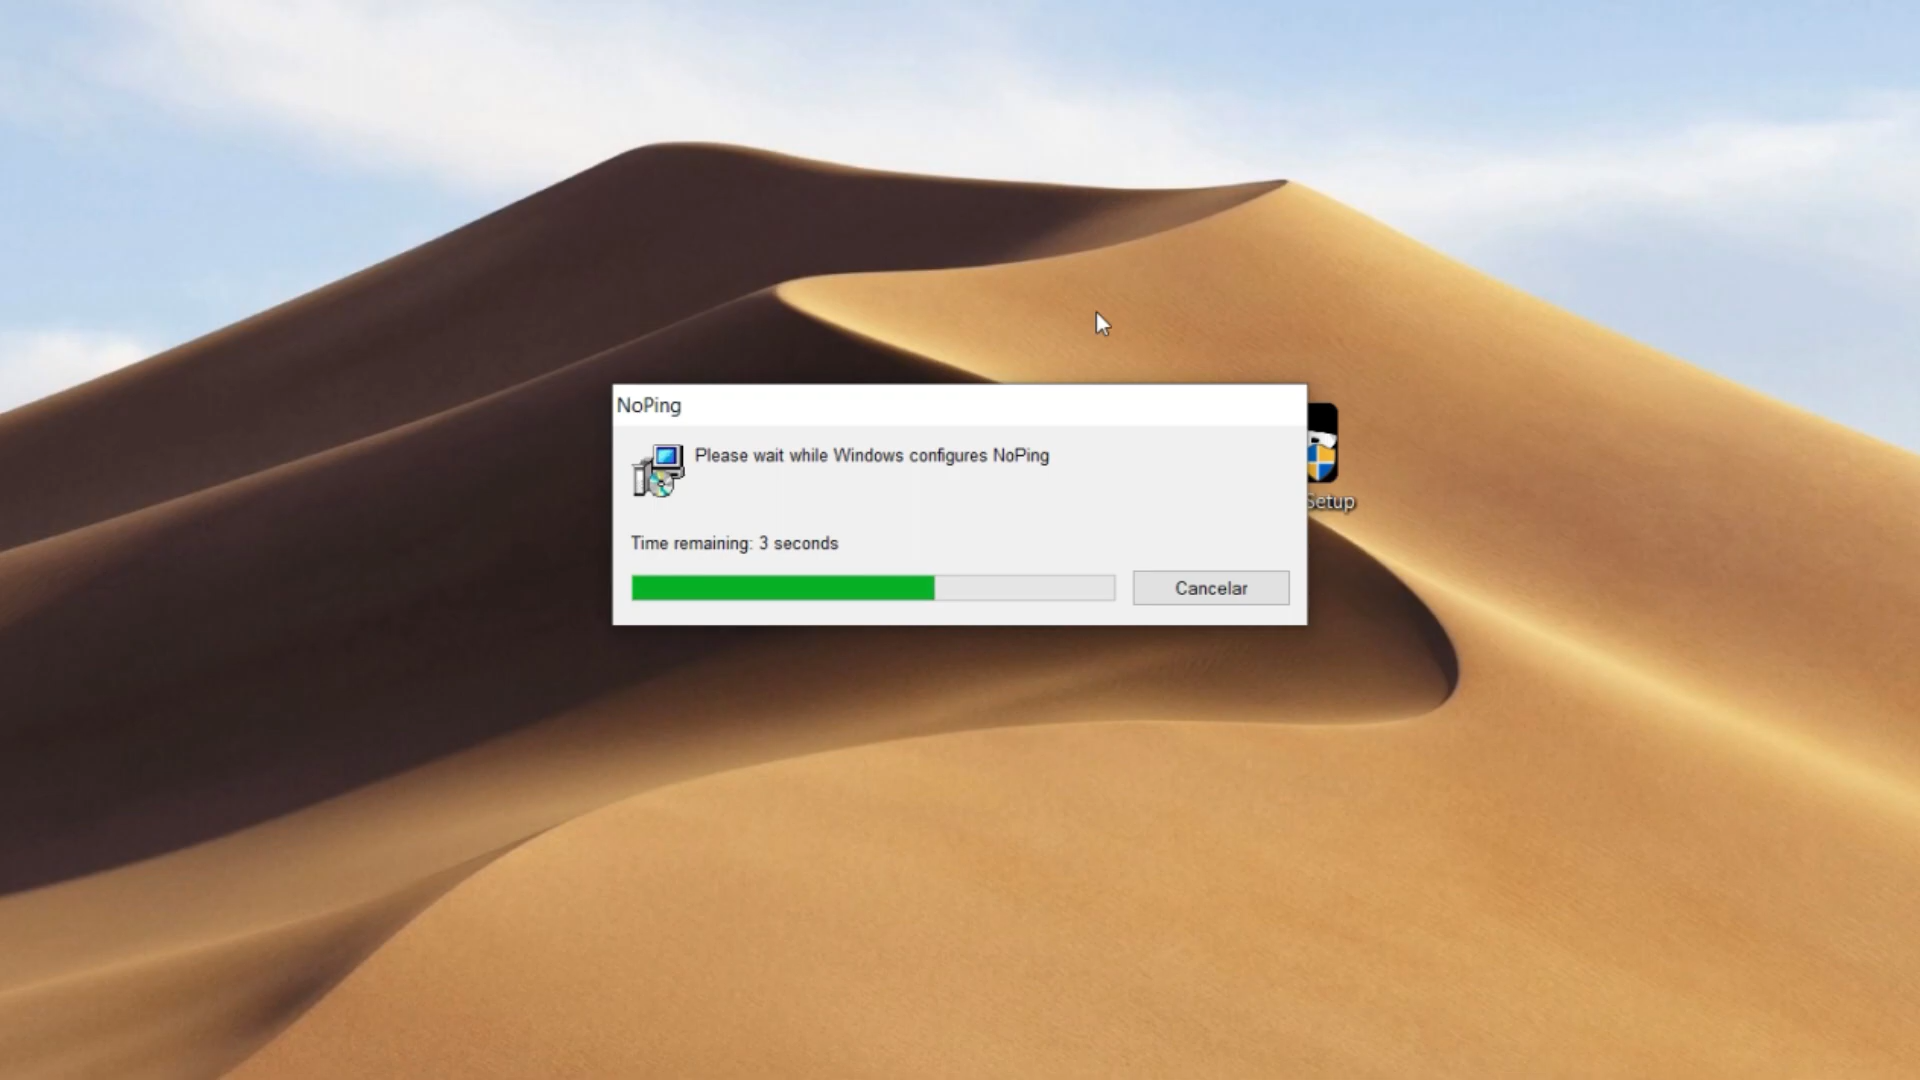 NoPing
Please wait while Windows configures NoPing
Setup
Time remaining: 3 seconds
Cancelar